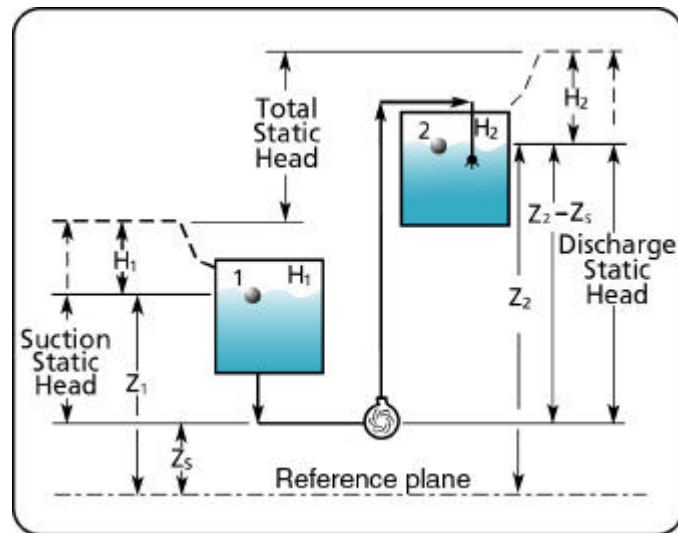 Total
Static
Head
H₂
2
H₂
Z₂–Zₛ
Discharge
Static
Head
H₁
1
H₁
Suction
Static
Head
Z₁
Z₂
Zₛ
Reference plane